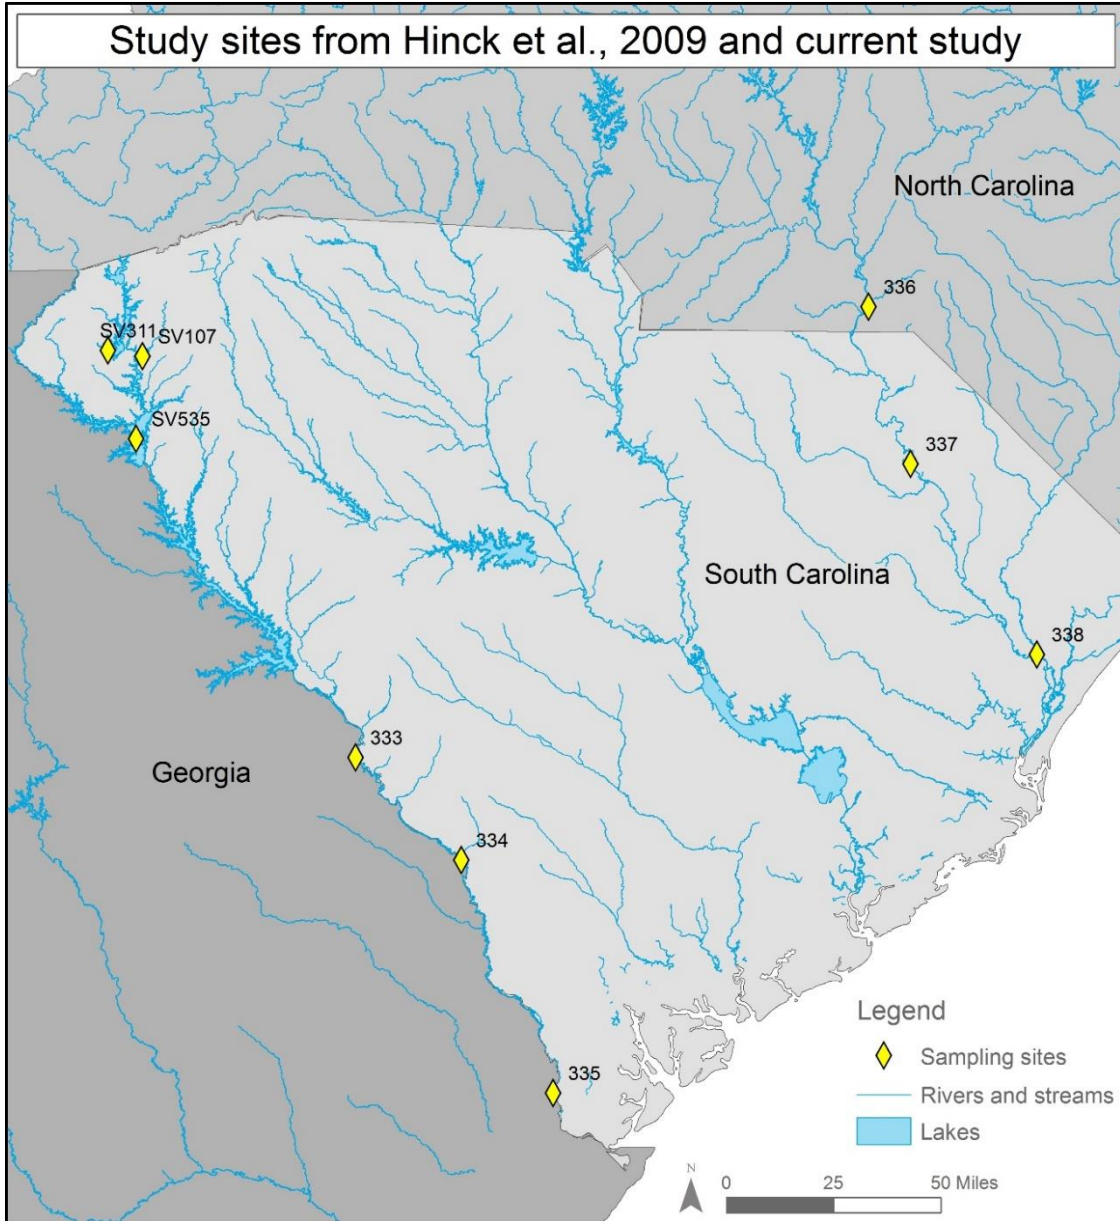 Study sites from Hinck et al., 2009 and current study
North Carolina
336
SV311
SV107
SV535
337
South Carolina
338
333
Georgia
334
335
Legend
Sampling sites
Rivers and streams
Lakes
N
0 25 50 Miles